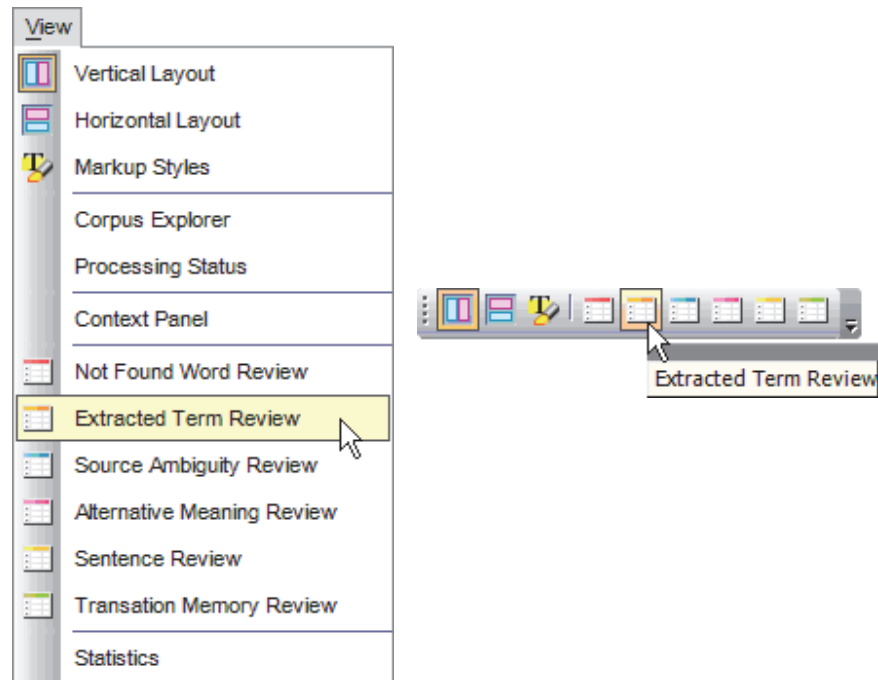 View
Vertical Layout
Horizontal Layout
Markup Styles
Corpus Explorer
Processing Status
Context Panel
Not Found Word Review
Extracted Term Review
Source Ambiguity Review
Alternative Meaning Review
Sentence Review
Transation Memory Review
Statistics
Extracted Term Review